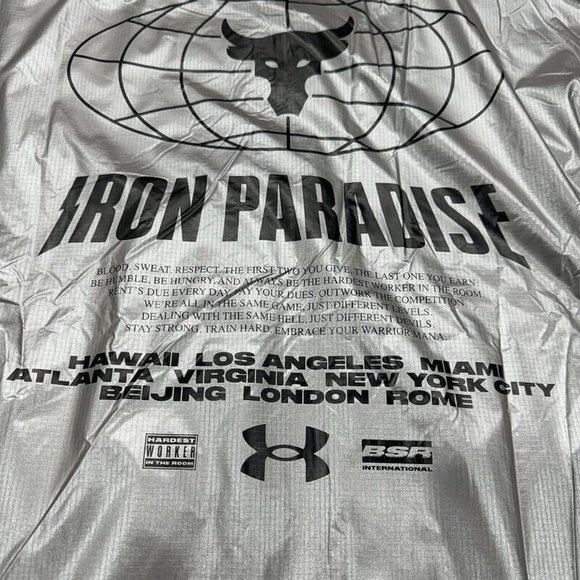 IRON PARADISE
BLOOD. SWEAT. RESPECT. THE FIRST TWO YOU GIVE, THE LAST ONE YOU EARN
BE HUMBLE, BE HUNGRY, AND ALWAYS BE THE HARDEST WORKER IN THE ROOM.
RENT'S DUE EVERY DAY, PAY YOUR DUES. OUTWORK THE COMPETITION.
WE'RE ALL IN THE SAME GAME, JUST DIFFERENT LEVELS.
DEALING WITH THE SAME HELL, JUST DIFFERENT DEVILS.
STAY STRONG. TRAIN HARD. EMBRACE YOUR WARRIOR MANA.
HAWAII LOS ANGELES MIAMI
ATLANTA VIRGINIA NEW YORK CITY
BEIJING LONDON ROME
HARDEST
WORKER
IN THE ROOM
BSR
INTERNATIONAL